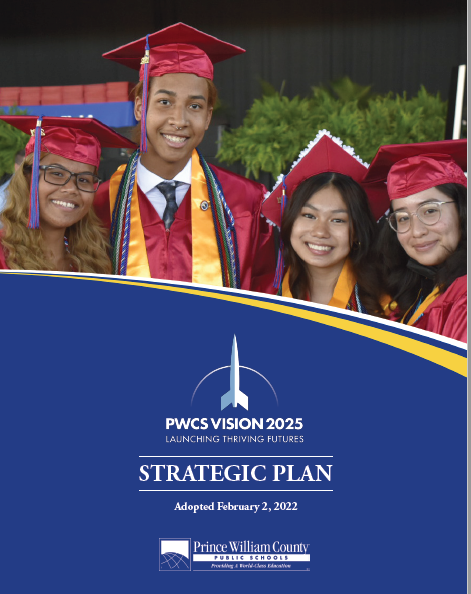 PWCS VISION 2025
LAUNCHING THRIVING FUTURES
STRATEGIC PLAN
Adopted February 2, 2022
Prince William County
PUBLIC SCHOOLS
Providing A World-Class Education